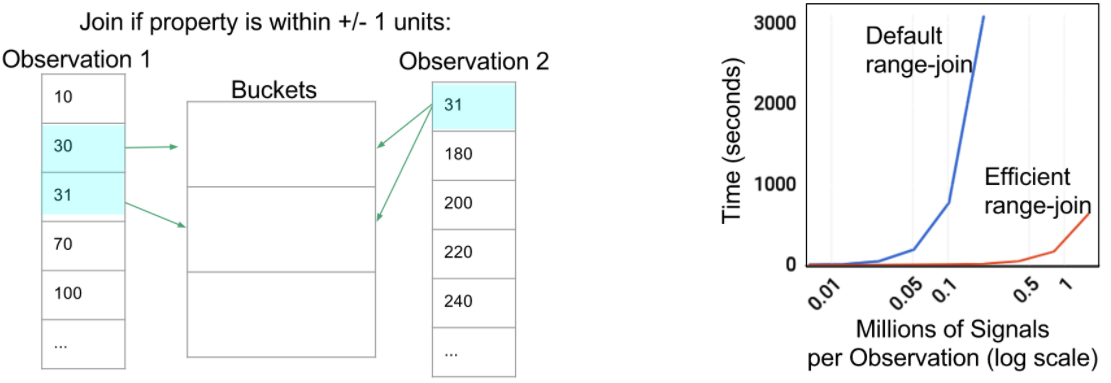 Join if property is within +/- 1 units:
Observation 1
10
30
31
70
100
...
Buckets
Observation 2
31
180
200
220
240
...
Time (seconds)
3000
2000
1000
0
Default
range-join
Efficient
range-join
0.01
0.05
0.1
0.5
1
Millions of Signals
per Observation (log scale)